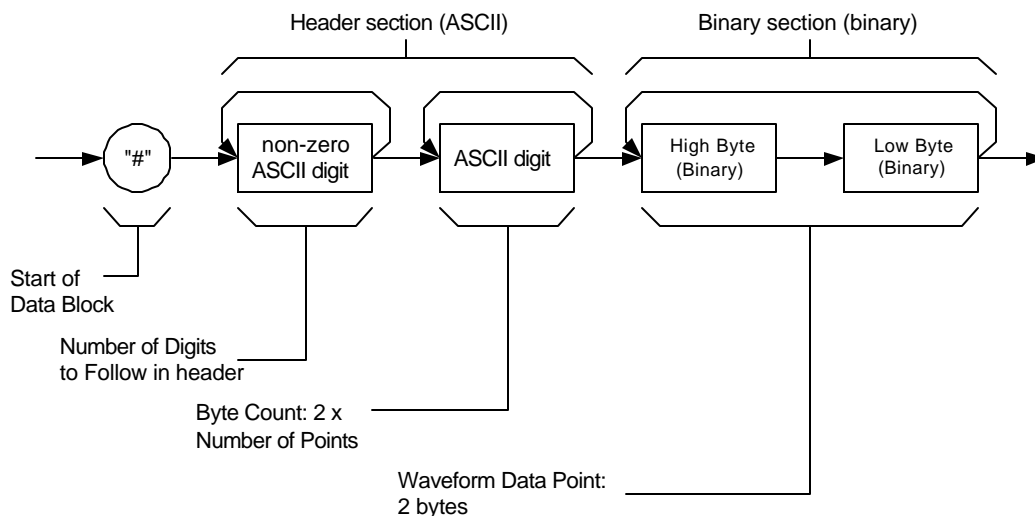 Header section (ASCII)
Binary section (binary)
"#"
non-zero
ASCII digit
ASCII digit
High Byte
(Binary)
Low Byte
(Binary)
Start of
Data Block
Number of Digits
to Follow in header
Byte Count: 2 x
Number of Points
Waveform Data Point:
2 bytes